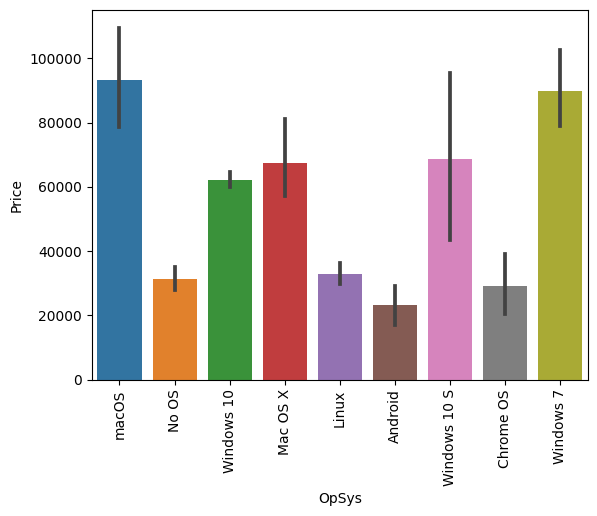 Price
100000
80000
60000
40000
20000
0
macOS
No OS
Windows 10
Mac OS X
Linux
Android
Windows 10 S
Chrome OS
Windows 7
OpSys